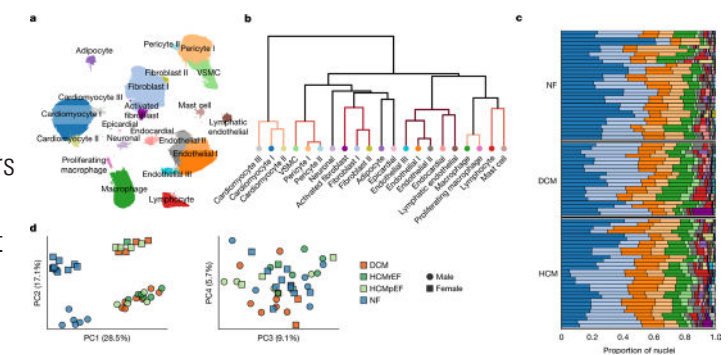 a
Adipocyte
Pericyte II
Pericyte I
Fibroblast II
VSMC
Fibroblast I
Cardiomyocyte III
Activated
fibroblast
Mast cell
Cardiomyocyte I
Epicardial
Lymphatic
endothelial
Cardiomyocyte II
Neuronal
Endocardial
Endothelial II
Endothelial I
Proliferating
macrophage
Endothelial III
Macrophage
Lymphocyte
b
Cardiomyocyte III
Cardiomyocyte I
Cardiomyocyte II
VSMC
Pericyte I
Pericyte II
Neuronal
Activated fibroblast
Fibroblast I
Fibroblast II
Adipocyte
Epicardial
Endothelial III
Endothelial I
Endothelial II
Endocardial
Lymphatic endothelial
Macrophage
Proliferating macrophage
Lymphocyte
Mast cell
c
NF
DCM
HCM
0 0.2 0.4 0.6 0.8 1.0
Proportion of nuclei
d
PC2 (17.1%)
PC1 (28.5%)
PC4 (5.7%)
PC3 (9.1%)
DCM
HCMrEF
HCMpEF
NF
Male
Female